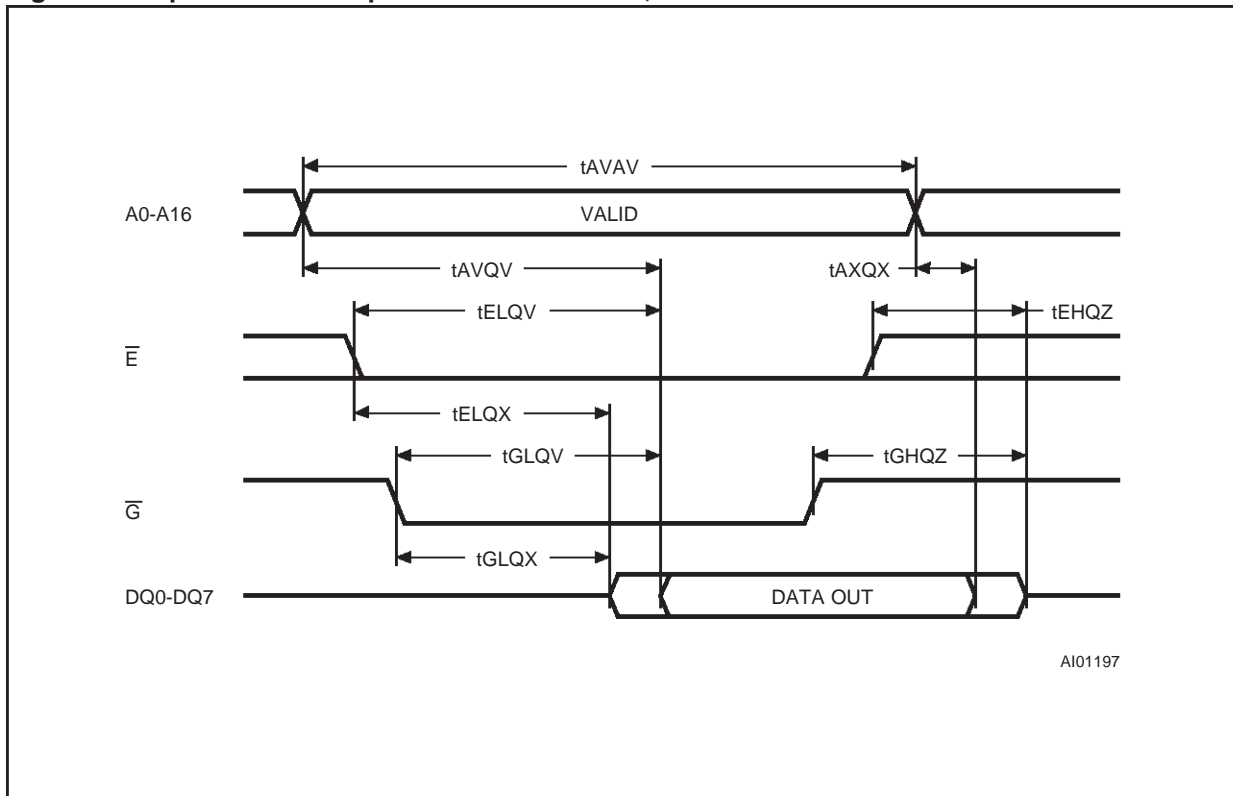 tAVAV
A0-A16
VALID
tAVQV
tAXQX
tELQV
tEHQZ
E̅
tELQX
tGLQV
tGHQZ
G̅
tGLQX
DQ0-DQ7
DATA OUT
AI01197